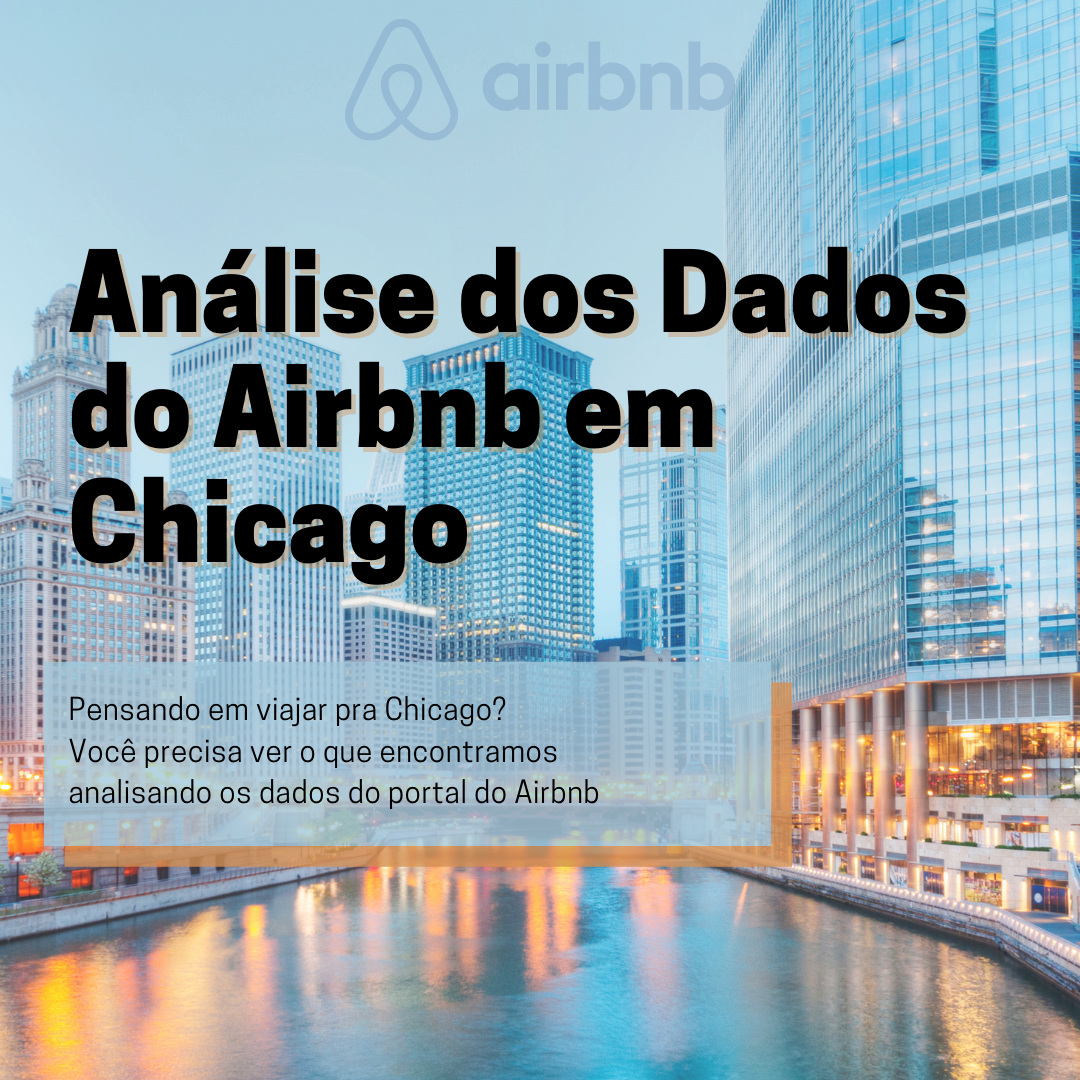 airbnb
Análise dos Dados
do Airbnb em
Chicago
Pensando em viajar pra Chicago?
Você precisa ver o que encontramos
analisando os dados do portal do Airbnb